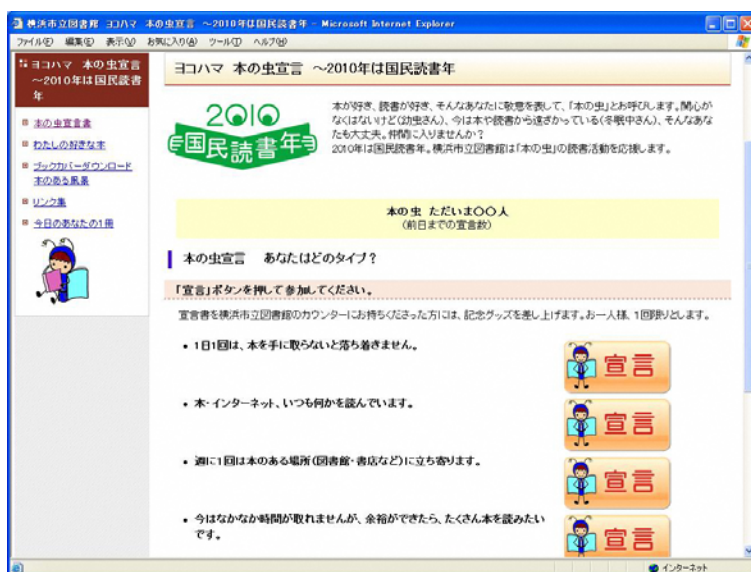 横浜市立図書館 ヨコハマ 本の虫宣言 ～2010年は国民読書年 - Microsoft Internet Explorer
ファイル(F) 編集(E) 表示(V) お気に入り(A) ツール(T) ヘルプ(H)
ヨコハマ 本の虫宣言
～2010年は国民読書
年
本の虫宣言書
わたしの好きな本
ブックカバーダウンロード
本のある風景
リンク集
今日のあなたの1冊
ヨコハマ 本の虫宣言 ～2010年は国民読書年
2010
国民読書年
本が好き、読書が好き、そんなあなたに敬意を表して、「本の虫」とお呼びします。関心が
なくはないけど(幼虫さん)、今は本や読書から遠ざかっている(冬眠中さん)、そんなあな
たも大丈夫。仲間に入りませんか？
2010年は国民読書年。横浜市立図書館は「本の虫」の読書活動を応援します。
本の虫 ただいま〇〇人
(前日までの宣言数)
本の虫宣言 あなたはどのタイプ？
「宣言」ボタンを押して参加してください。
宣言書を横浜市立図書館のカウンターにお持ちくださった方には、記念グッズを差し上げます。お一人様、1回限りとします。
• 1日1回は、本を手に取らないと落ち着きません。
宣言
• 本・インターネット、いつも何かを読んでいます。
宣言
• 週に1回は本のある場所(図書館・書店など)に立ち寄ります。
宣言
• 今はなかなか時間が取れませんが、余裕ができたら、たくさん本を読みたい
です。
宣言
インターネット